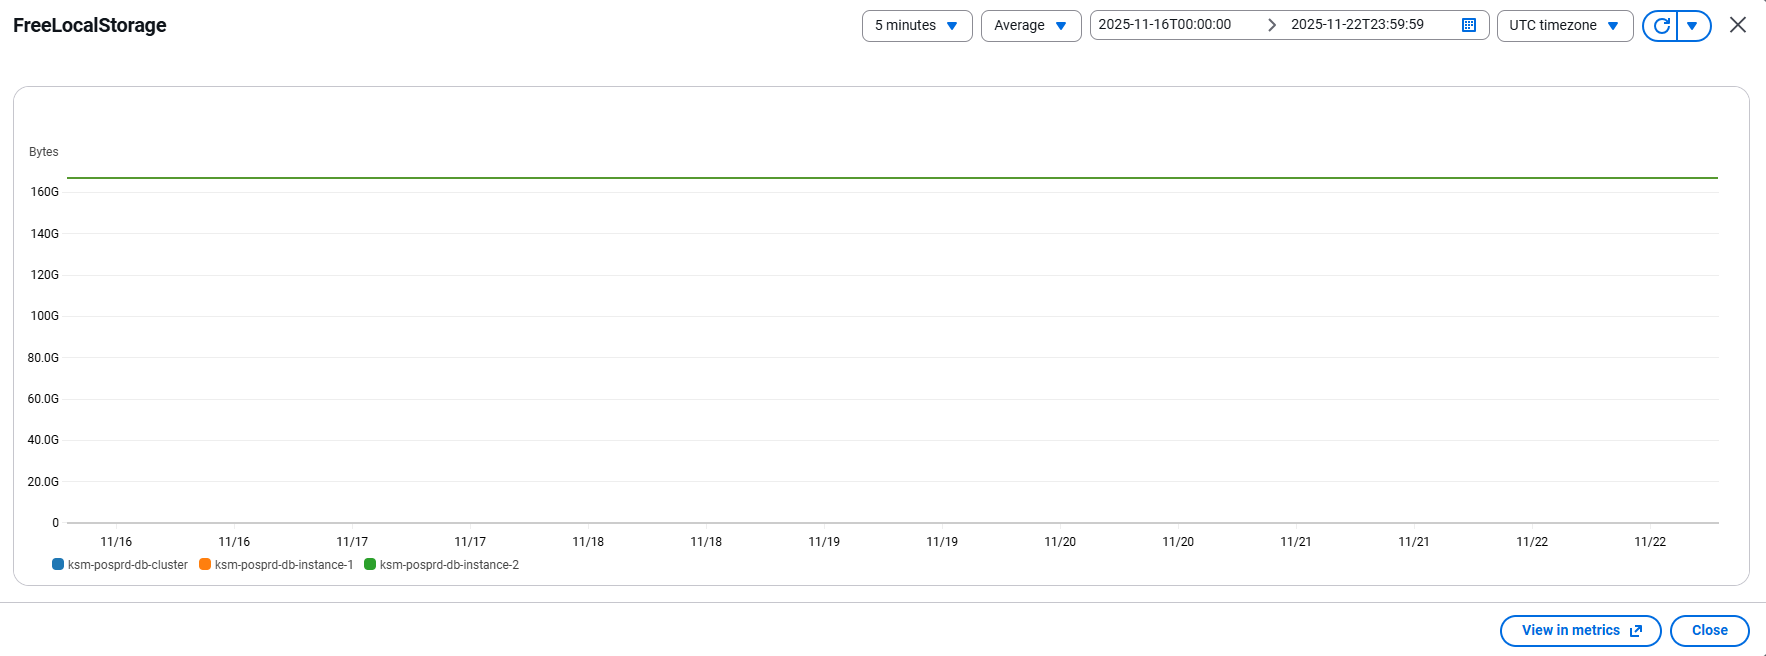 FreeLocalStorage
5 minutes
Average
2025-11-16T00:00:00
2025-11-22T23:59:59
UTC timezone
Bytes
160G
140G
120G
100G
80.0G
60.0G
40.0G
20.0G
0
11/16 11/16 11/17 11/17 11/18 11/18 11/19 11/19 11/20 11/20 11/21 11/21 11/22 11/22
ksm-posprd-db-cluster ksm-posprd-db-instance-1 ksm-posprd-db-instance-2
View in metrics
Close